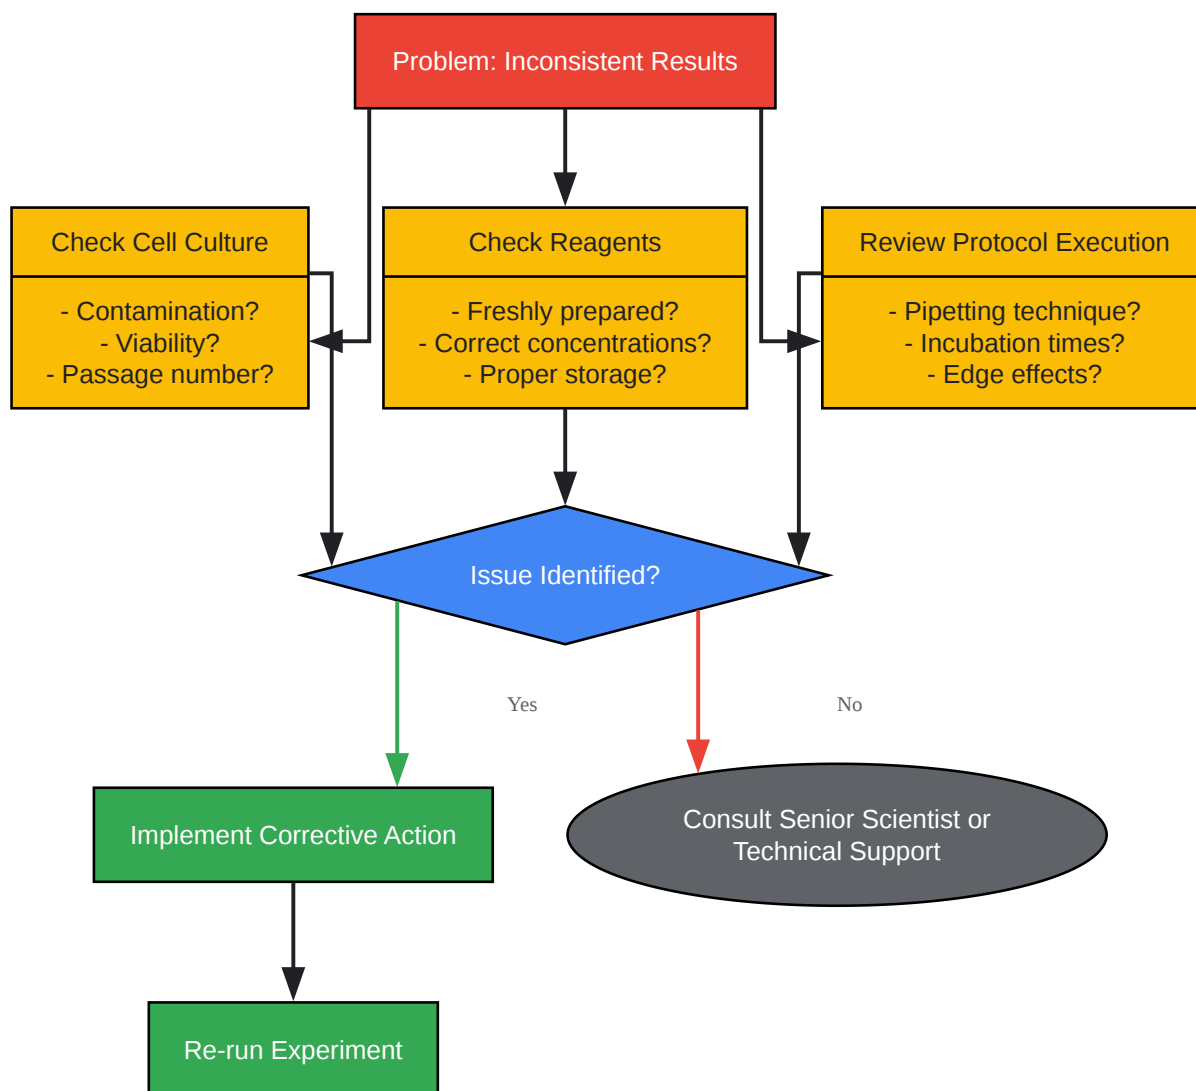 Problem: Inconsistent Results
Check Cell Culture
- Contamination?
- Viability?
- Passage number?
Check Reagents
- Freshly prepared?
- Correct concentrations?
- Proper storage?
Review Protocol Execution
- Pipetting technique?
- Incubation times?
- Edge effects?
Issue Identified?
Yes
No
Implement Corrective Action
Consult Senior Scientist or
Technical Support
Re-run Experiment